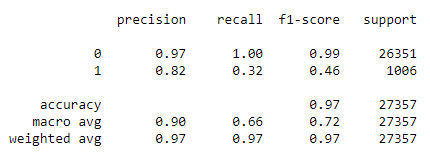 precision recall f1-score support
0 0.97 1.00 0.99 26351
1 0.82 0.32 0.46 1006
accuracy 0.97 27357
macro avg 0.90 0.66 0.72 27357
weighted avg 0.97 0.97 0.97 27357